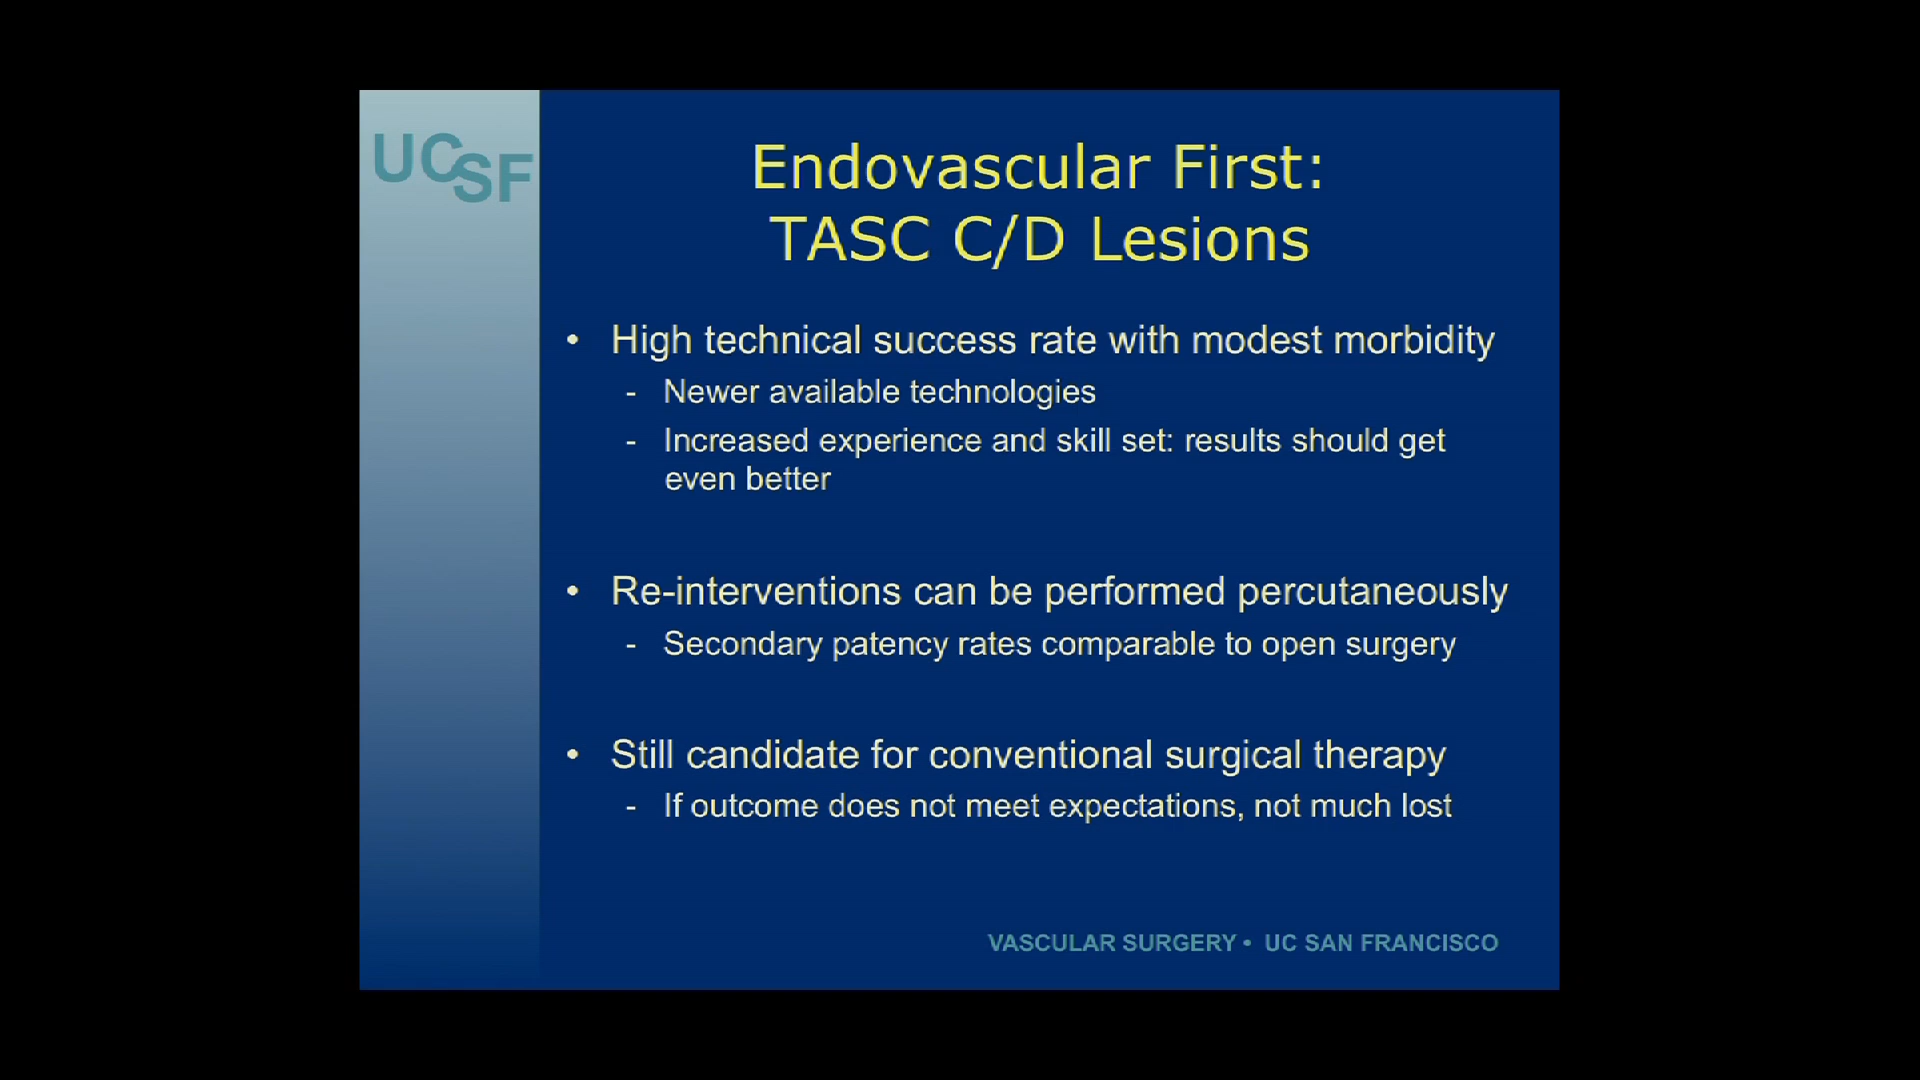 UCSF
Endovascular First:
TASC C/D Lesions
• High technical success rate with modest morbidity
- Newer available technologies
- Increased experience and skill set: results should get
even better
• Re-interventions can be performed percutaneously
- Secondary patency rates comparable to open surgery
• Still candidate for conventional surgical therapy
- If outcome does not meet expectations, not much lost
VASCULAR SURGERY • UC SAN FRANCISCO